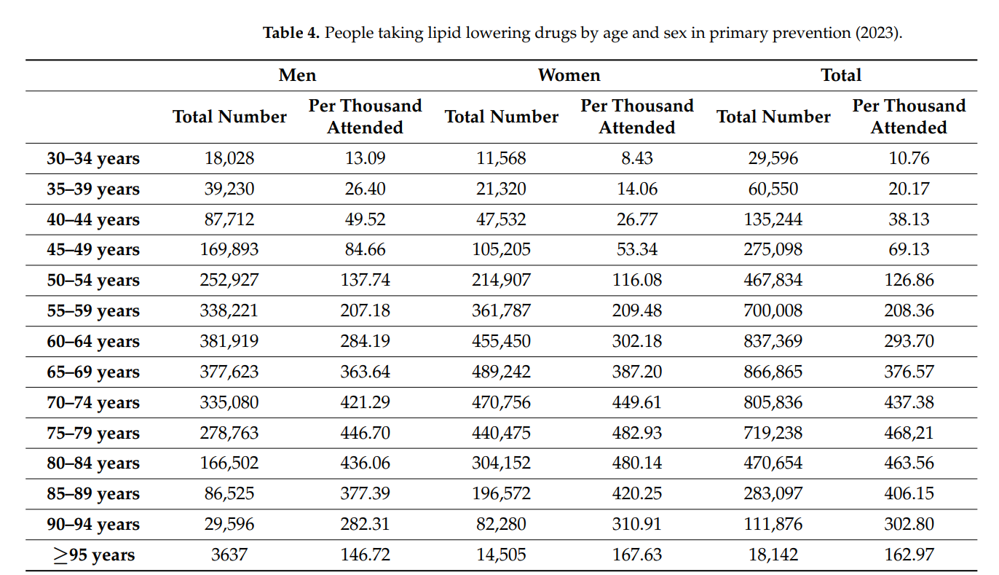 Table 4. People taking lipid lowering drugs by age and sex in primary prevention (2023).
Men Women Total
Total Number Per Thousand Attended Total Number Per Thousand Attended Total Number Per Thousand Attended
30–34 years 18,028 13.09 11,568 8.43 29,596 10.76
35–39 years 39,230 26.40 21,320 14.06 60,550 20.17
40–44 years 87,712 49.52 47,532 26.77 135,244 38.13
45–49 years 169,893 84.66 105,205 53.34 275,098 69.13
50–54 years 252,927 137.74 214,907 116.08 467,834 126.86
55–59 years 338,221 207.18 361,787 209.48 700,008 208.36
60–64 years 381,919 284.19 455,450 302.18 837,369 293.70
65–69 years 377,623 363.64 489,242 387.20 866,865 376.57
70–74 years 335,080 421.29 470,756 449.61 805,836 437.38
75–79 years 278,763 446.70 440,475 482.93 719,238 468,21
80–84 years 166,502 436.06 304,152 480.14 470,654 463.56
85–89 years 86,525 377.39 196,572 420.25 283,097 406.15
90–94 years 29,596 282.31 82,280 310.91 111,876 302.80
≥95 years 3637 146.72 14,505 167.63 18,142 162.97